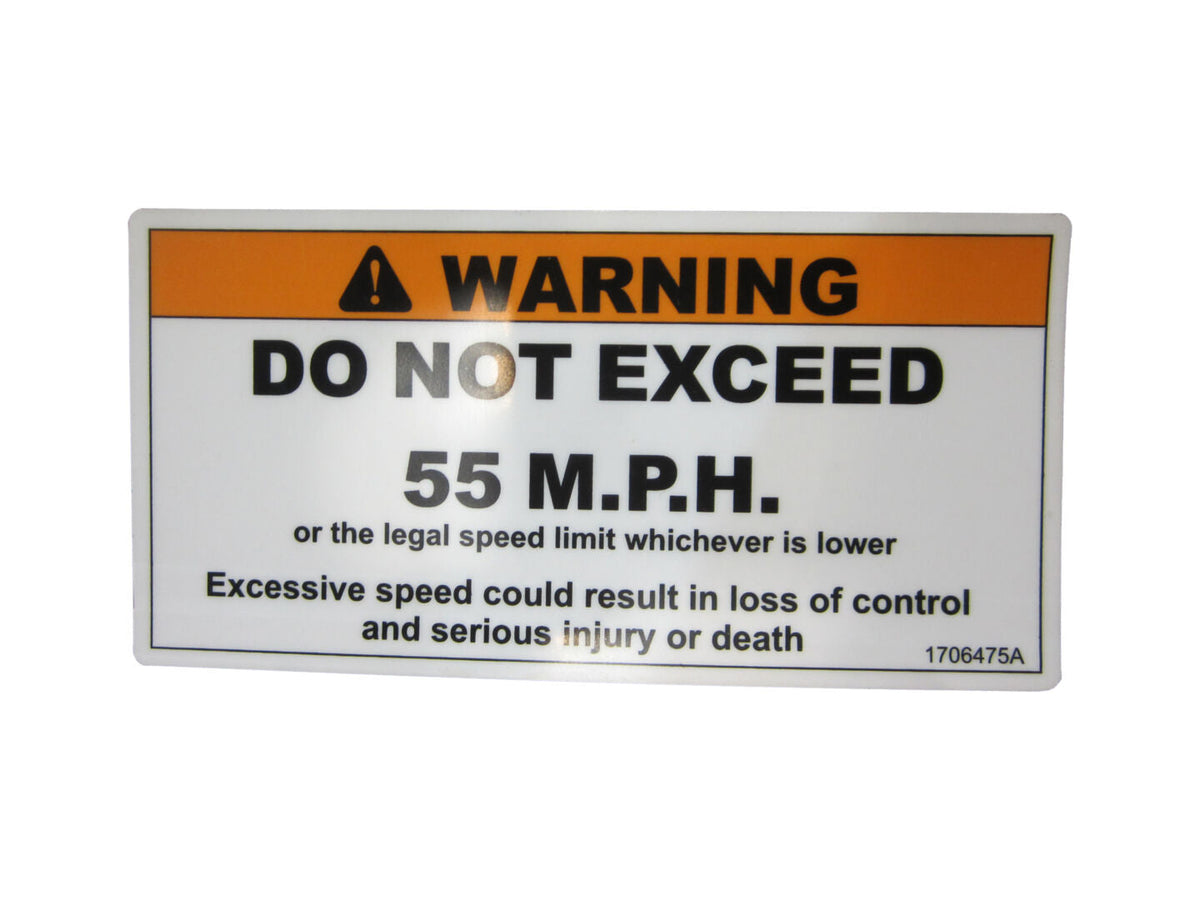 WARNING
DO NOT EXCEED
55 M.P.H.
or the legal speed limit whichever is lower
Excessive speed could result in loss of control
and serious injury or death
1706475A